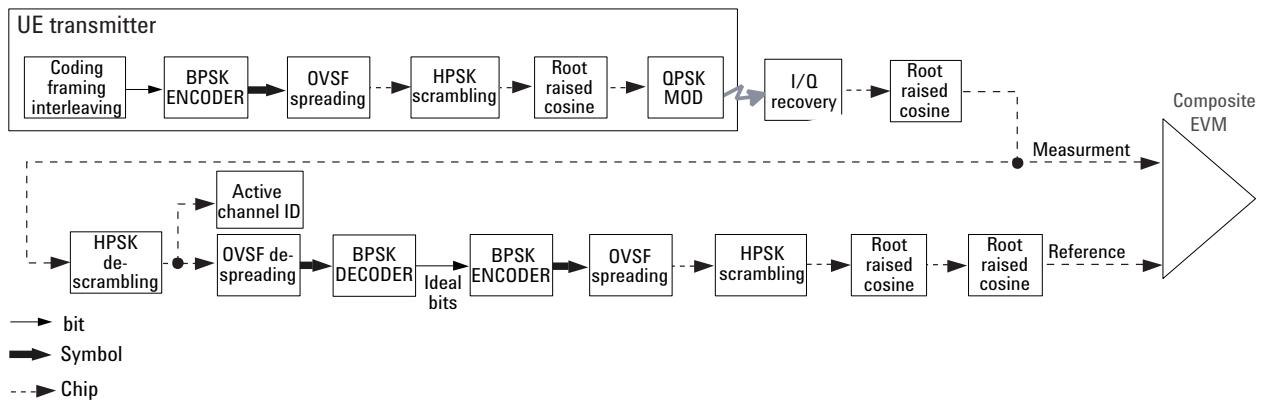 UE transmitter
Coding
framing
interleaving
BPSK
ENCODER
OVSF
spreading
HPSK
scrambling
Root
raised
cosine
QPSK
MOD
I/Q
recovery
Root
raised
cosine
Composite
EVM
Measurment
Active
channel ID
HPSK
de-
scrambling
OVSF de-
spreading
BPSK
DECODER
Ideal
bits
BPSK
ENCODER
OVSF
spreading
HPSK
scrambling
Root
raised
cosine
Root
raised
cosine
Reference
bit
Symbol
Chip